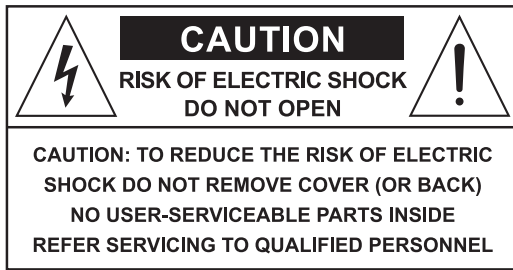 CAUTION
RISK OF ELECTRIC SHOCK
DO NOT OPEN
CAUTION: TO REDUCE THE RISK OF ELECTRIC
SHOCK DO NOT REMOVE COVER (OR BACK)
NO USER-SERVICEABLE PARTS INSIDE
REFER SERVICING TO QUALIFIED PERSONNEL